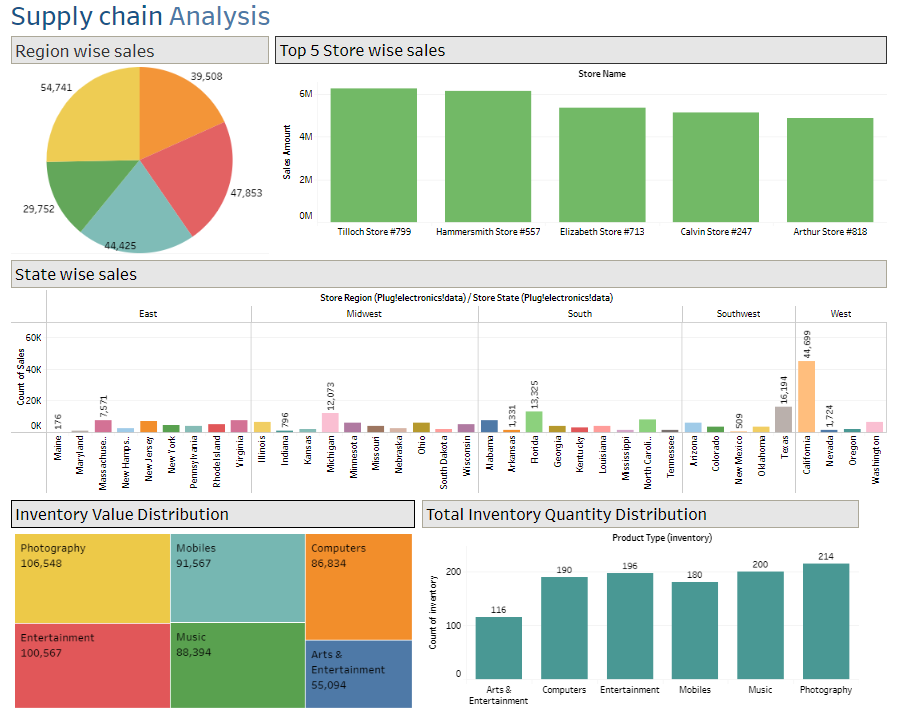 Supply chain Analysis
Region wise sales
39,508
54,741
47,853
29,752
44,425
Top 5 Store wise sales
Store Name
Sales Amount
6M
4M
2M
0M
Tilloch Store #799
Hammersmith Store #557
Elizabeth Store #713
Calvin Store #247
Arthur Store #818
State wise sales
Store Region (Plug!electronics!data) / Store State (Plug!electronics!data)
East
Midwest
South
Southwest
West
Count of Sales
60K
40K
20K
0K
176
7,571
796
12,073
1,331
13,325
509
16,194
44,699
1,724
Maine
Maryland
Massachuse..
New Hamps..
New Jersey
New York
Pennsylvania
Rhode Island
Virginia
Illinois
Indiana
Kansas
Michigan
Minnesota
Missouri
Nebraska
Ohio
South Dakota
Wisconsin
Alabama
Arkansas
Florida
Georgia
Kentucky
Louisiana
Mississippi
North Caroli..
Tennessee
Arizona
Colorado
New Mexico
Oklahoma
Texas
California
Nevada
Oregon
Washington
Inventory Value Distribution
Photography
106,548
Mobiles
91,567
Computers
86,834
Entertainment
100,567
Music
88,394
Arts &
Entertainment
55,094
Total Inventory Quantity Distribution
Product Type (inventory)
Count of inventory
200
100
0
116
190
196
180
200
214
Arts &
Entertainment
Computers
Entertainment
Mobiles
Music
Photography